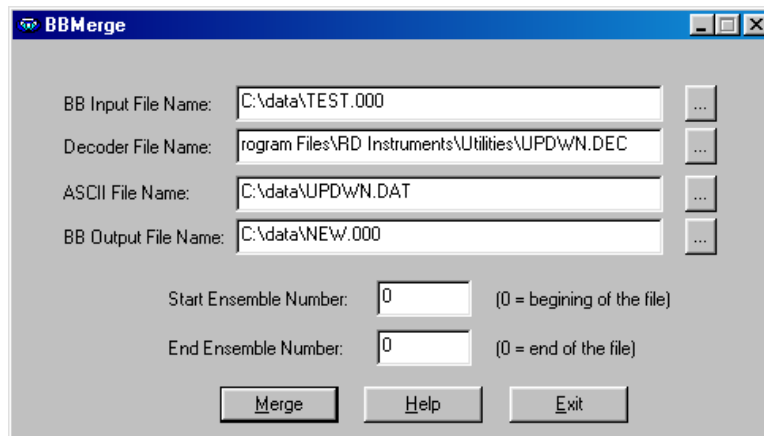 BBMerge
BB Input File Name: C:\data\TEST.000 ...
Decoder File Name: rogram Files\RD Instruments\Utilities\UPDWN.DEC ...
ASCII File Name: C:\data\UPDWN.DAT ...
BB Output File Name: C:\data\NEW.000 ...
Start Ensemble Number: 0 (0 = begining of the file)
End Ensemble Number: 0 (0 = end of the file)
Merge Help Exit